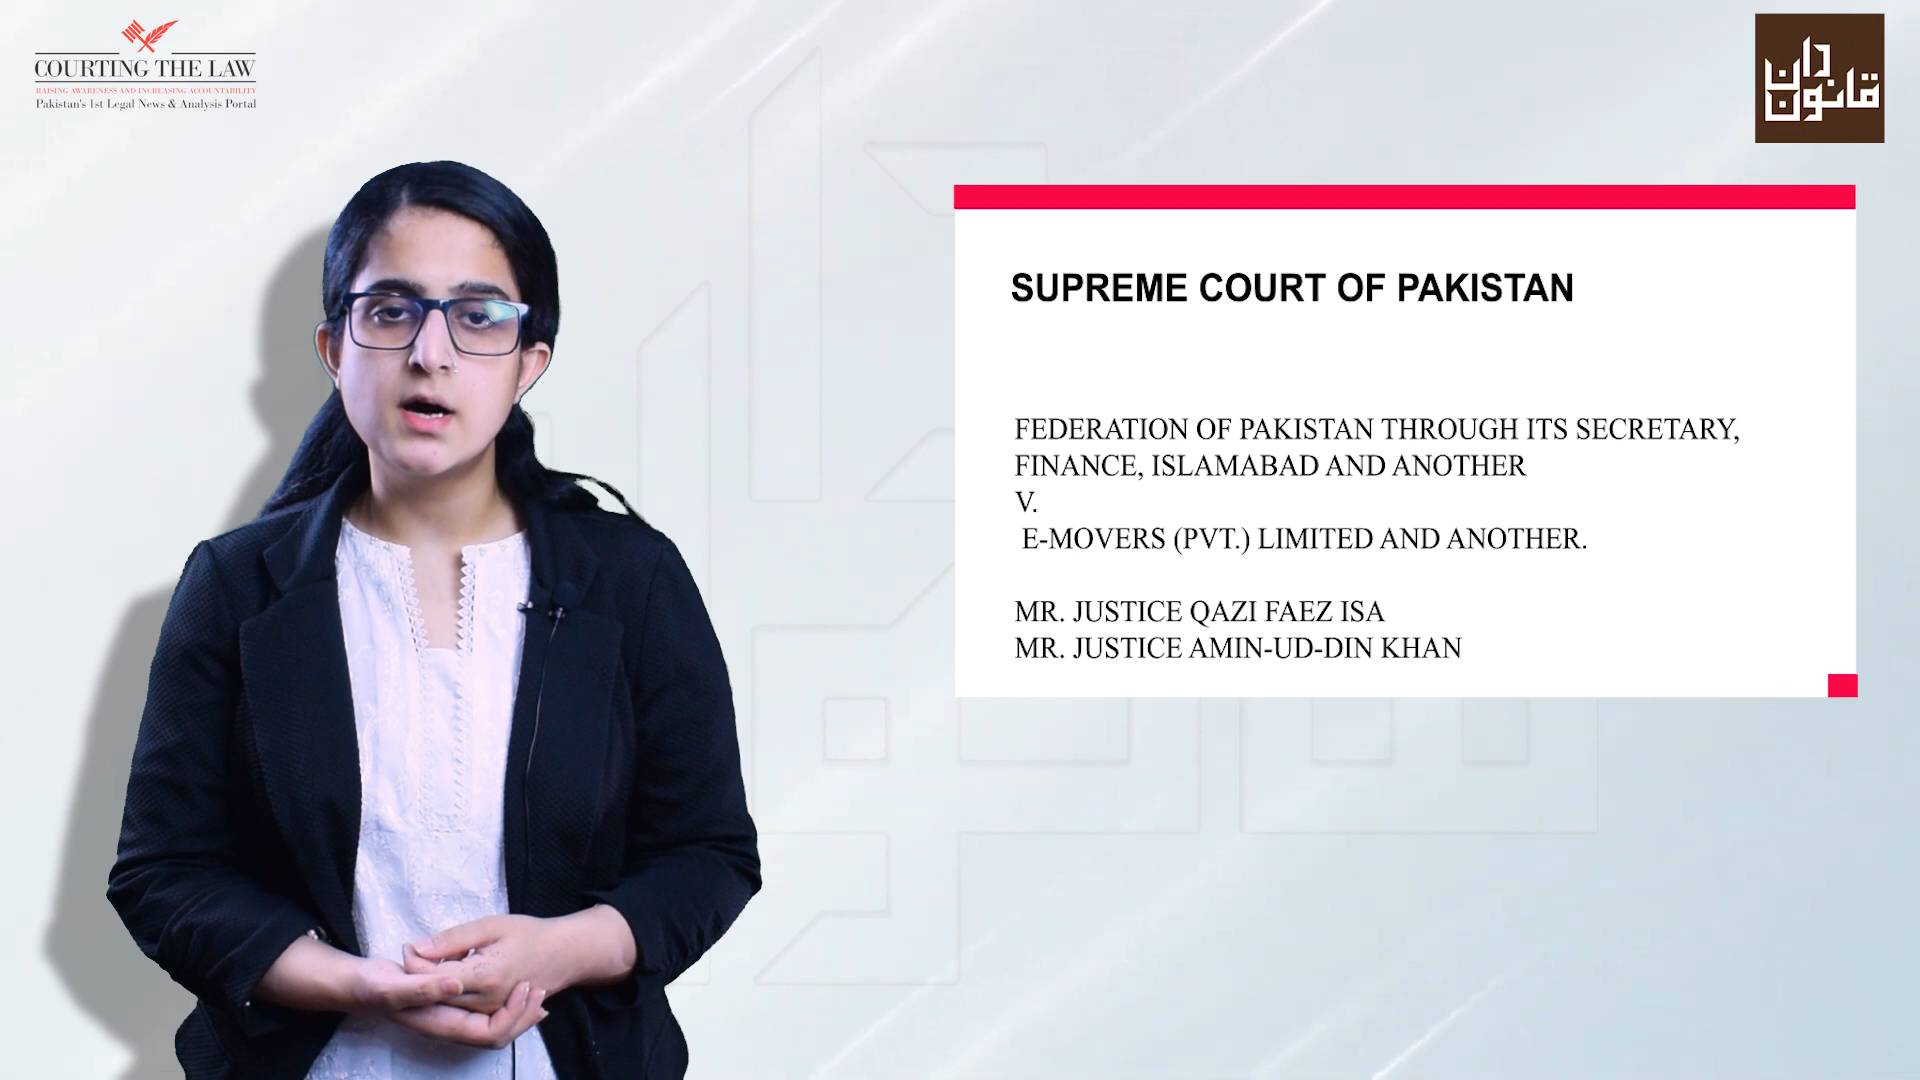 COURTING THE LAW
RAISING AWARENESS AND INCREASING ACCOUNTABILITY
Pakistan's 1st Legal News & Analysis Portal
قانون دان
SUPREME COURT OF PAKISTAN
FEDERATION OF PAKISTAN THROUGH ITS SECRETARY,
FINANCE, ISLAMABAD AND ANOTHER
V.
E-MOVERS (PVT.) LIMITED AND ANOTHER.
MR. JUSTICE QAZI FAEZ ISA
MR. JUSTICE AMIN-UD-DIN KHAN